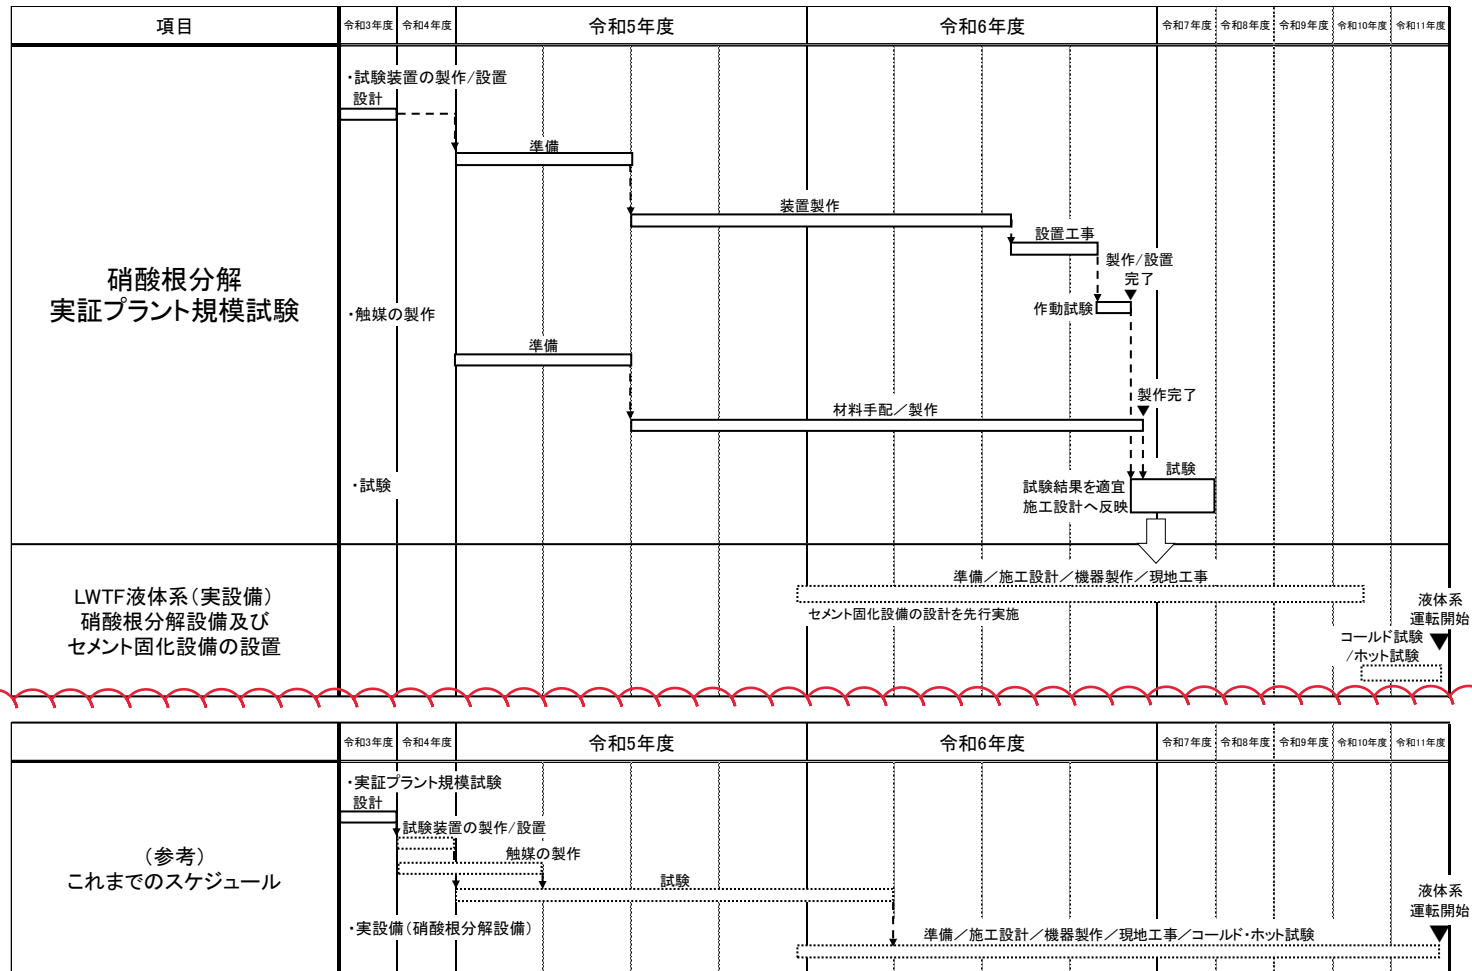 項目
令和3年度
令和4年度
令和5年度
令和6年度
令和7年度
令和8年度
令和9年度
令和10年度
令和11年度
硝酸根分解
実証プラント規模試験
・試験装置の製作/設置
設計
準備
装置製作
設置工事
製作/設置
完了
作動試験
・触媒の製作
準備
材料手配／製作
製作完了
・試験
試験
試験結果を適宜
施工設計へ反映
LWTF液体系(実設備)
硝酸根分解設備及び
セメント固化設備の設置
準備／施工設計／機器製作／現地工事
セメント固化設備の設計を先行実施
液体系
運転開始
コールド試験
/ホット試験
令和3年度
令和4年度
令和5年度
令和6年度
令和7年度
令和8年度
令和9年度
令和10年度
令和11年度
(参考)
これまでのスケジュール
・実証プラント規模試験
設計
試験装置の製作/設置
触媒の製作
試験
・実設備(硝酸根分解設備)
準備／施工設計／機器製作／現地工事／コールド・ホット試験
液体系
運転開始